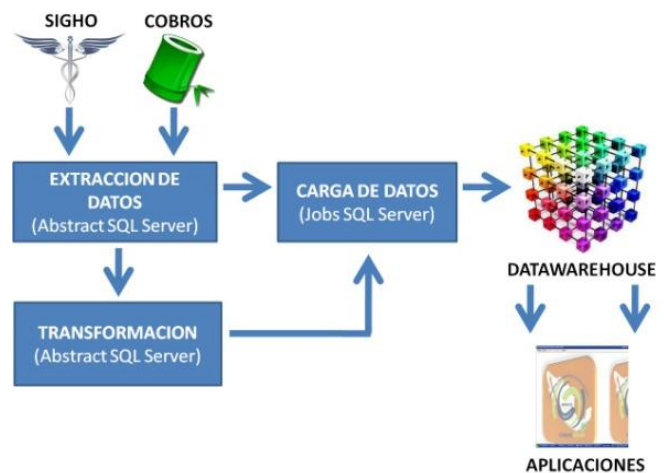 SIGHO
COBROS
EXTRACCION DE
DATOS
(Abstract SQL Server)
CARGA DE DATOS
(Jobs SQL Server)
DATAWAREHOUSE
TRANSFORMACION
(Abstract SQL Server)
APLICACIONES